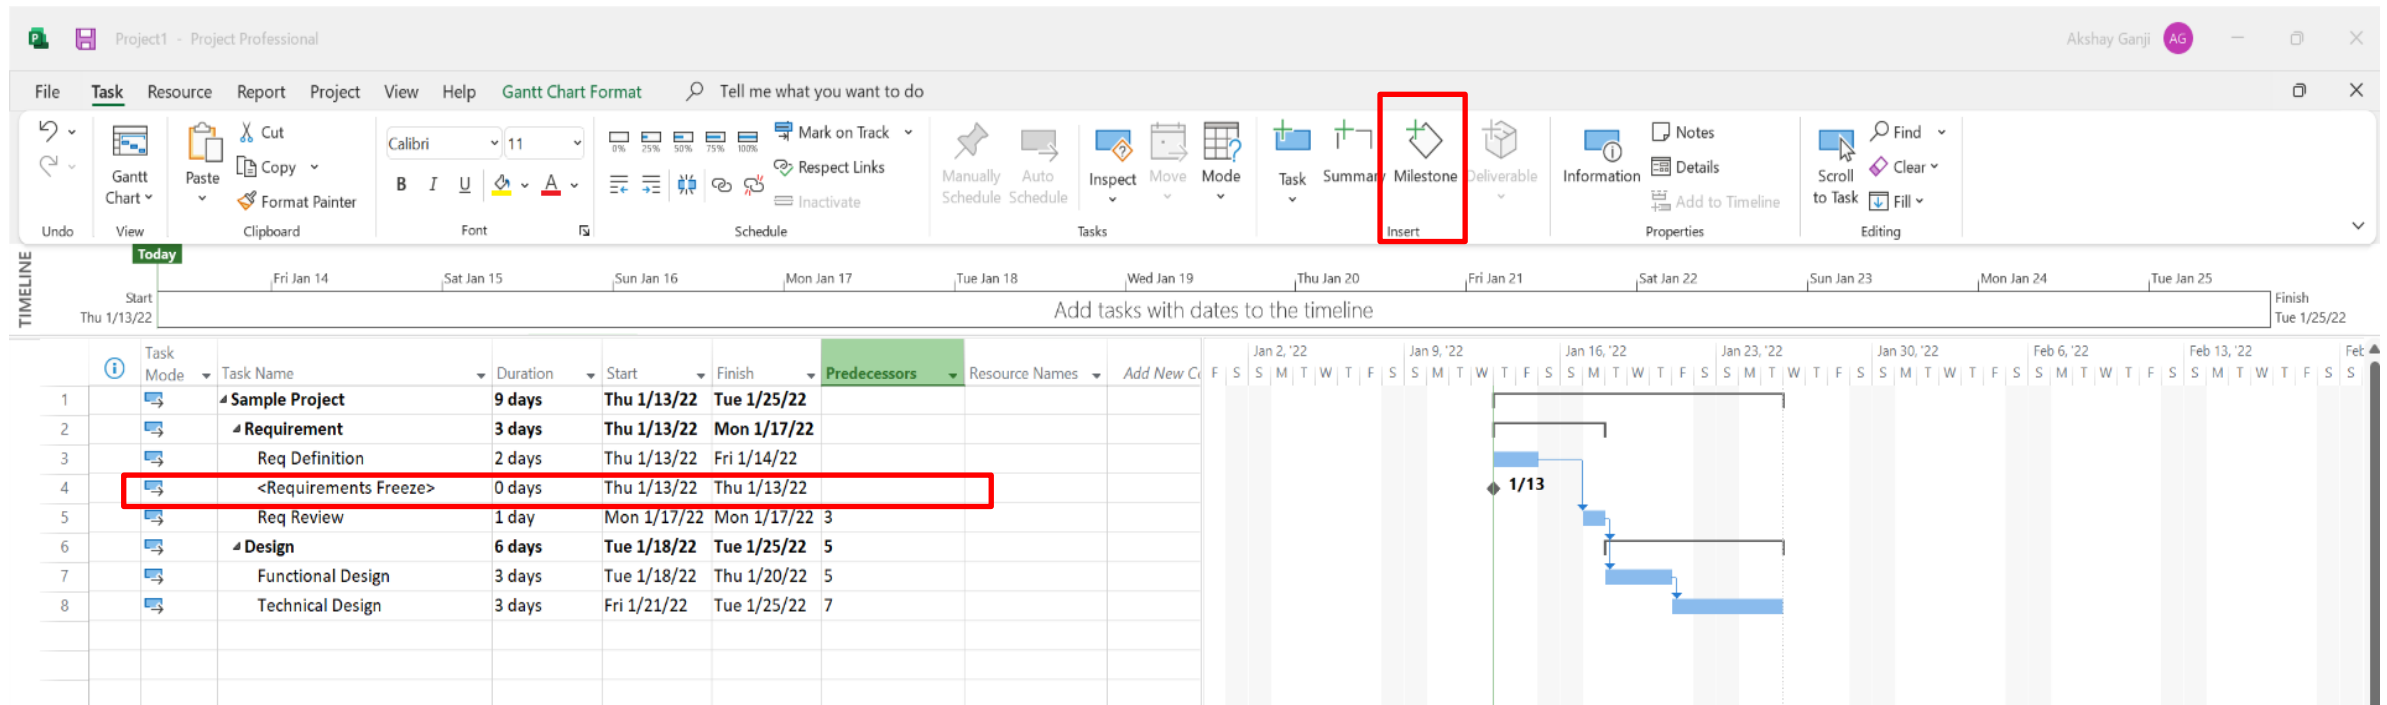 Project1 - Project Professional
Akshay Ganji AG
File Task Resource Report Project View Help Gantt Chart Format Tell me what you want to do
Undo
Gantt
Chart
View
Paste
Cut
Copy
Format Painter
Clipboard
Calibri 11
B I U A
Font
0% 25% 50% 75% 100%
Mark on Track
Respect Links
Inactivate
Schedule
Manually
Schedule
Auto
Schedule
Inspect
Move
Mode
Tasks
Task
Summary
Milestone
Deliverable
Insert
Information
Notes
Details
Add to Timeline
Properties
Scroll
to Task
Find
Clear
Fill
Editing
TIMELINE
Today
Fri Jan 14 Sat Jan 15 Sun Jan 16 Mon Jan 17 Tue Jan 18 Wed Jan 19 Thu Jan 20 Fri Jan 21 Sat Jan 22 Sun Jan 23 Mon Jan 24 Tue Jan 25
Start
Thu 1/13/22
Add tasks with dates to the timeline
Finish
Tue 1/25/22
Task
Mode Task Name Duration Start Finish Predecessors Resource Names Add New
1 Sample Project 9 days Thu 1/13/22 Tue 1/25/22
2 Requirement 3 days Thu 1/13/22 Mon 1/17/22
3 Req Definition 2 days Thu 1/13/22 Fri 1/14/22
4 <Requirements Freeze> 0 days Thu 1/13/22 Thu 1/13/22
5 Req Review 1 day Mon 1/17/22 Mon 1/17/22 3
6 Design 6 days Tue 1/18/22 Tue 1/25/22 5
7 Functional Design 3 days Tue 1/18/22 Thu 1/20/22 5
8 Technical Design 3 days Fri 1/21/22 Tue 1/25/22 7
Jan 2, '22 Jan 9, '22 Jan 16, '22 Jan 23, '22 Jan 30, '22 Feb 6, '22 Feb 13, '22
F S S M T W T F S S M T W T F S S M T W T F S S M T W T F S S M T W T F S S M T W T F S S M T W T F S S
1/13